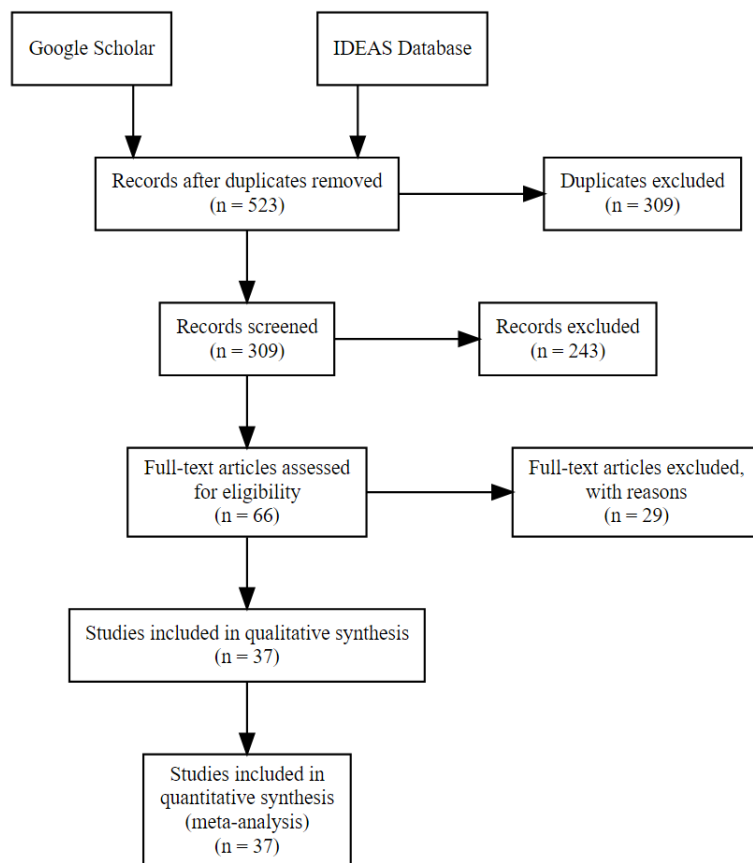 Google Scholar
IDEAS Database
Records after duplicates removed
(n = 523)
Duplicates excluded
(n = 309)
Records screened
(n = 309)
Records excluded
(n = 243)
Full-text articles assessed
for eligibility
(n = 66)
Full-text articles excluded,
with reasons
(n = 29)
Studies included in qualitative synthesis
(n = 37)
Studies included in
quantitative synthesis
(meta-analysis)
(n = 37)